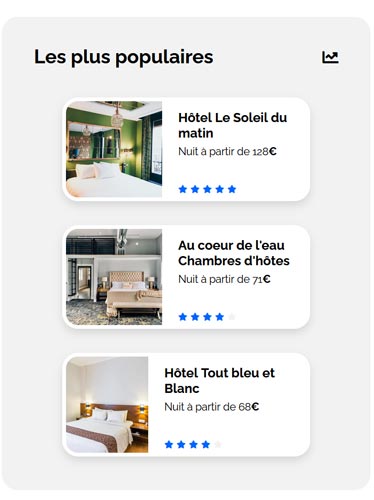 Les plus populaires
Hôtel Le Soleil du
matin
Nuit à partir de 128€
Au coeur de l'eau
Chambres d'hôtes
Nuit à partir de 71€
Hôtel Tout bleu et
Blanc
Nuit à partir de 68€